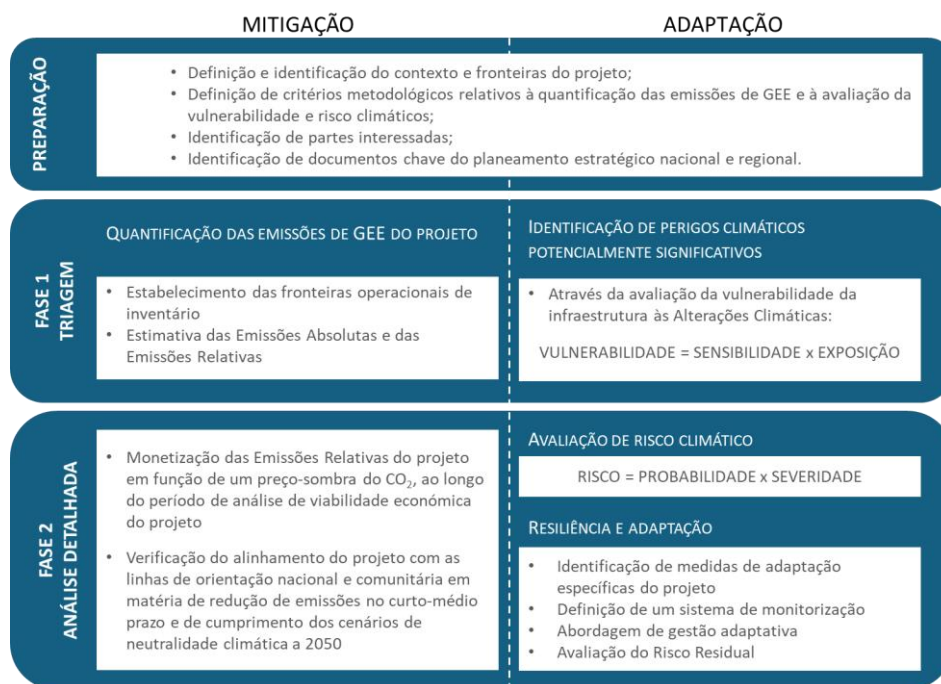 MITIGAÇÃO
ADAPTAÇÃO
PREPARAÇÃO
• Definição e identificação do contexto e fronteiras do projeto;
• Definição de critérios metodológicos relativos à quantificação das emissões de GEE e à avaliação da
vulnerabilidade e risco climáticos;
• Identificação de partes interessadas;
• Identificação de documentos chave do planeamento estratégico nacional e regional.
FASE 1
TRIAGEM
QUANTIFICAÇÃO DAS EMISSÕES DE GEE DO PROJETO
• Estabelecimento das fronteiras operacionais de
inventário
• Estimativa das Emissões Absolutas e das
Emissões Relativas
IDENTIFICAÇÃO DE PERIGOS CLIMÁTICOS
POTENCIALMENTE SIGNIFICATIVOS
• Através da avaliação da vulnerabilidade da
infraestrutura às Alterações Climáticas:
VULNERABILIDADE = SENSIBILIDADE x EXPOSIÇÃO
FASE 2
ANÁLISE DETALHADA
• Monetização das Emissões Relativas do projeto
em função de um preço-sombra do CO₂, ao longo
do período de análise de viabilidade económica
do projeto
• Verificação do alinhamento do projeto com as
linhas de orientação nacional e comunitária em
matéria de redução de emissões no curto-médio
prazo e de cumprimento dos cenários de
neutralidade climática a 2050
AVALIAÇÃO DE RISCO CLIMÁTICO
RISCO = PROBABILIDADE x SEVERIDADE
RESILIÊNCIA E ADAPTAÇÃO
• Identificação de medidas de adaptação
específicas do projeto
• Definição de um sistema de monitorização
• Abordagem de gestão adaptativa
• Avaliação do Risco Residual